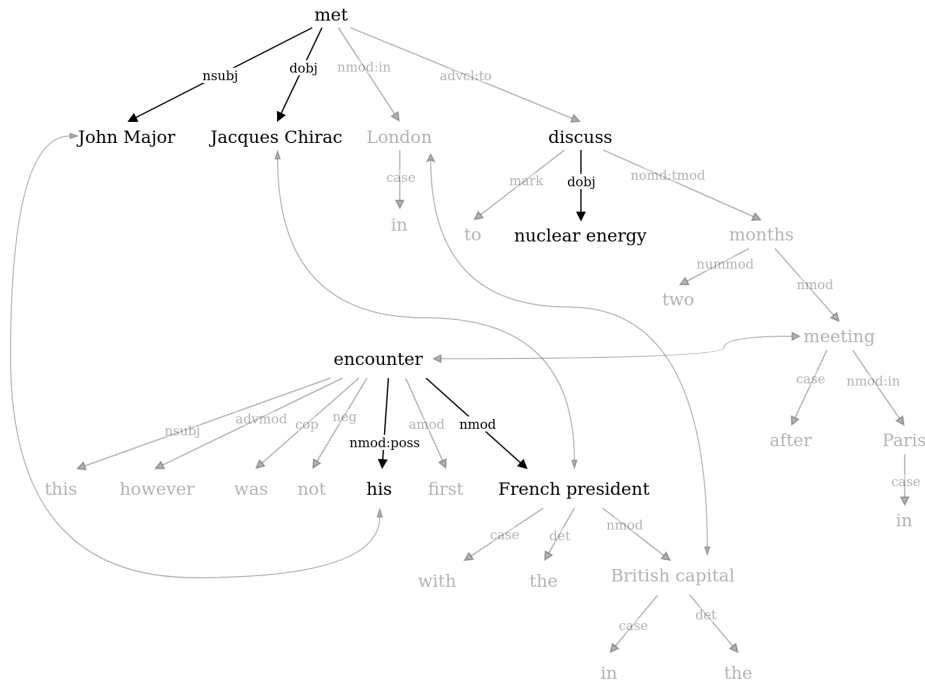 met
nsubj dobj nmod:in advcl:to
John Major Jacques Chirac London discuss
case mark dobj nomd:tmod
in to nuclear energy months
nummod nmod
two
meeting
encounter
case nmod:in
nsubj advmod cop neg nmod:poss amod nmod
after Paris
case
this however was not his first French president
in
case det nmod
with the British capital
case det
in the